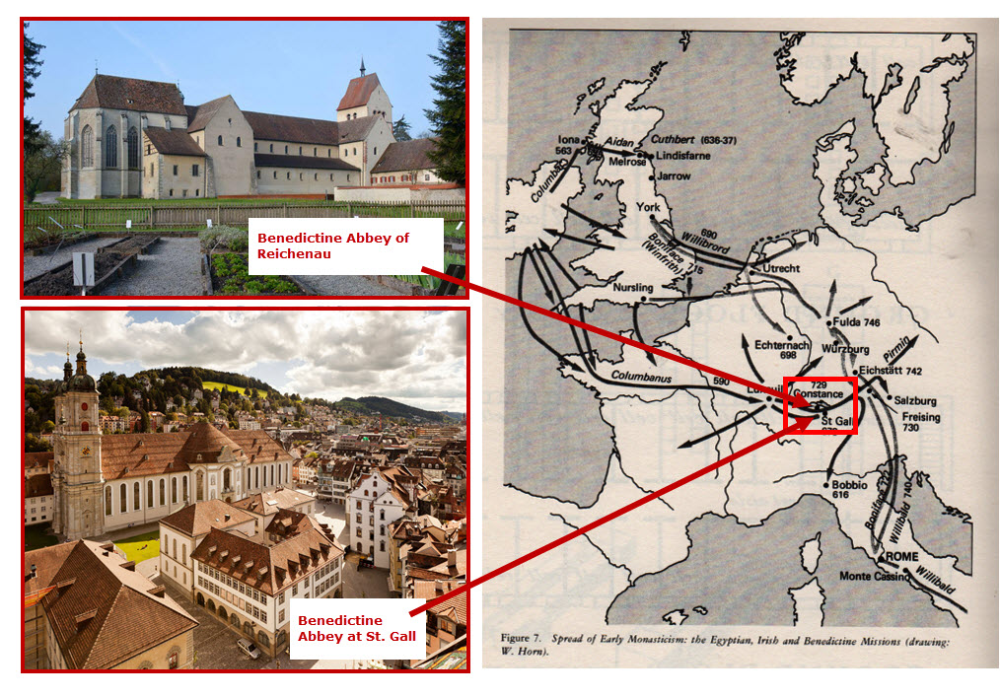 Benedictine Abbey of
Reichenau
Benedictine
Abbey at St. Gall
Iona
563
Aidan
Cuthbert (636-37)
Melrose
Lindisfarne
Jarrow
York
690
Willibrord
Boniface 715
(Winfrith)
Utrecht
Nursling
Fulda 746
Echternach
698
Würzburg
Pirmin
Eichstätt 742
Columbanus
590
729
Constance
Salzburg
Freising
730
St Gall
Bobbio
616
Willibald 740
ROME
Monte Cassino
Willibald
Figure 7. Spread of Early Monasticism: the Egyptian, Irish and Benedictine Missions (drawing:
W. Horn).